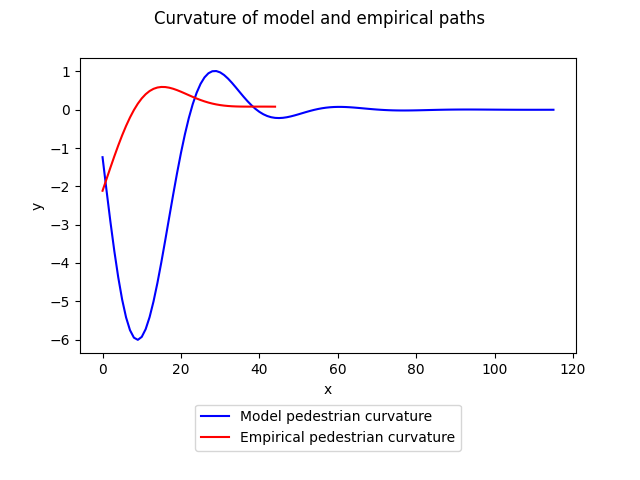 Curvature of model and empirical paths
1
0
−1
−2
−3
−4
−5
−6
y
0 20 40 60 80 100 120
x
Model pedestrian curvature
Empirical pedestrian curvature